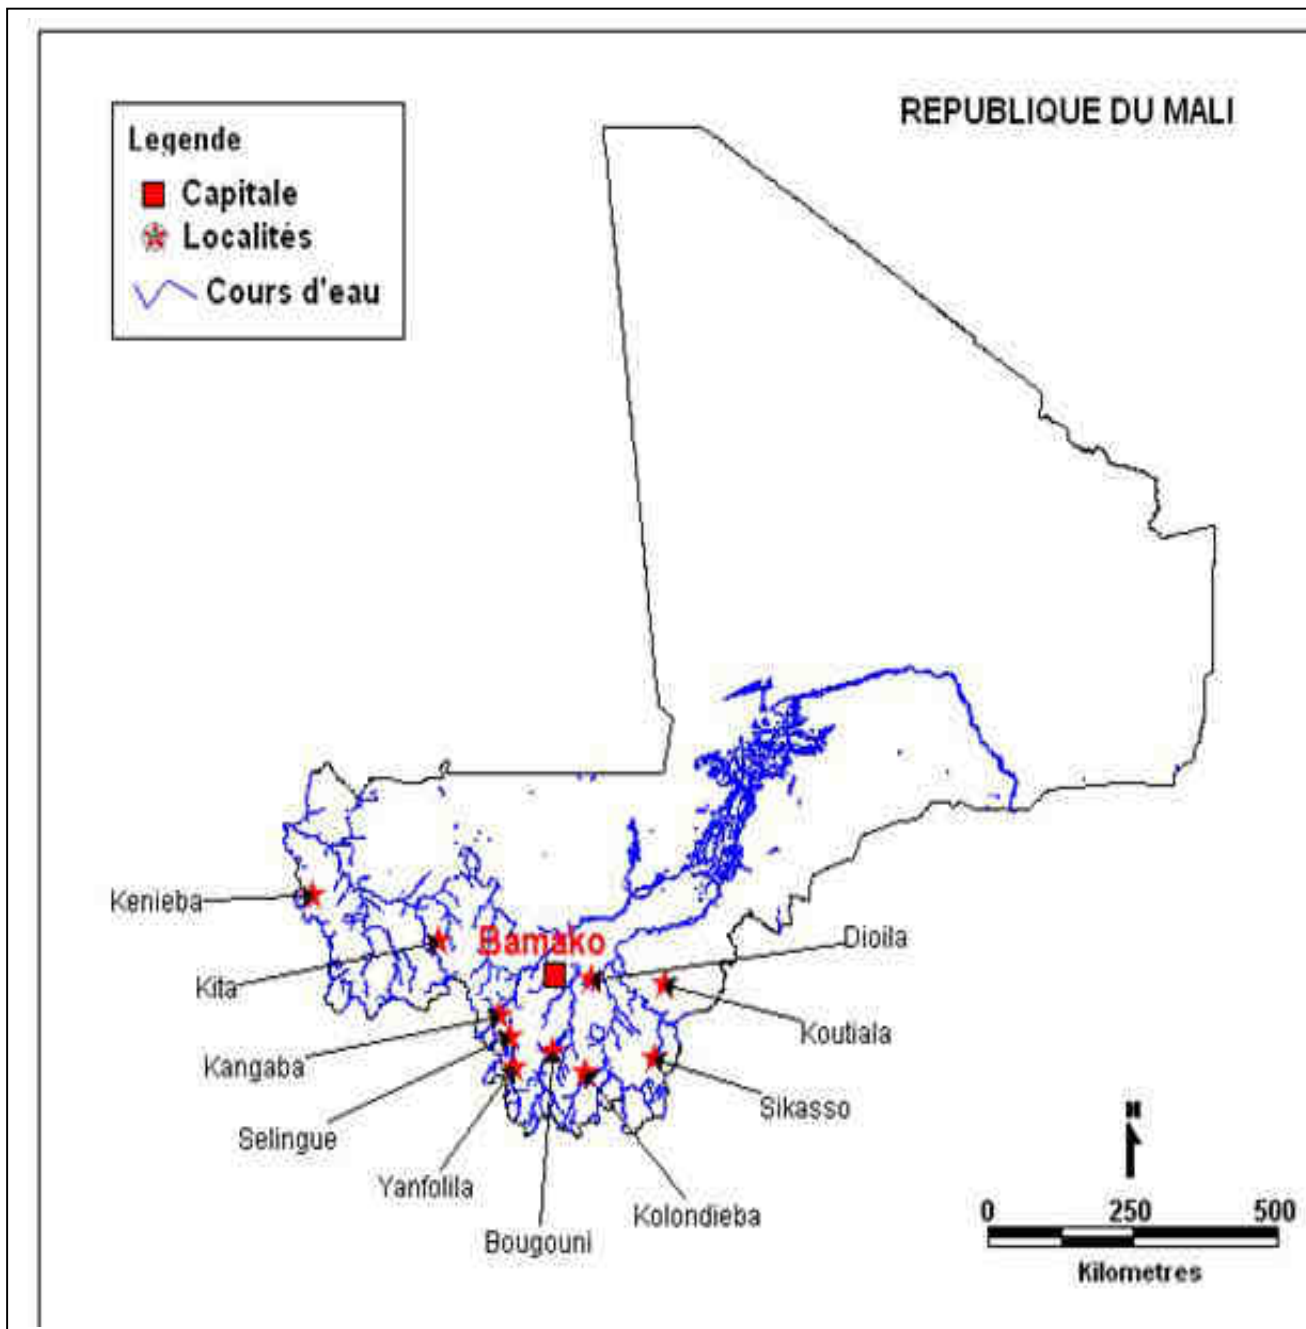 REPUBLIQUE DU MALI
Legende
Capitale
Localités
Cours d'eau
Kenieba
Bamako
Dioila
Kita
Koutiala
Kangaba
Sikasso
Selingue
Yanfolila
Kolondieba
Bougouni
N
0 250 500
Kilometres